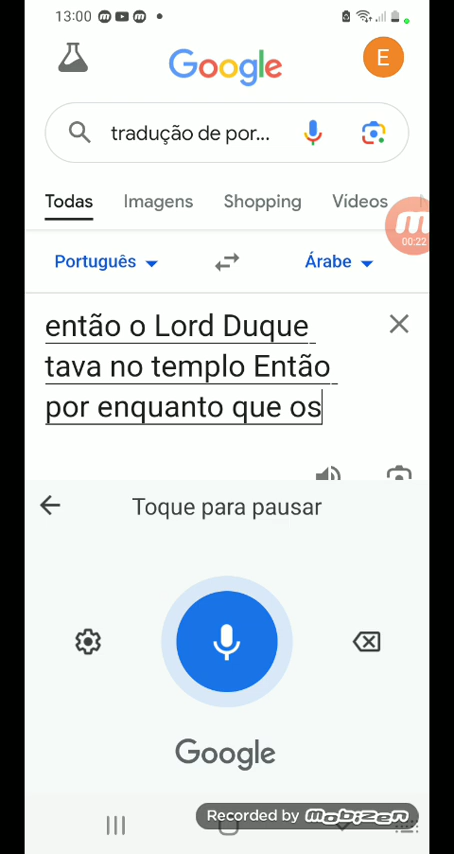 13:00
Google
E
tradução de por...
Todas Imagens Shopping Vídeos
00:22
Português Árabe
então o Lord Duque
tava no templo Então
por enquanto que os
Toque para pausar
Google
Recorded by MOBIZEN